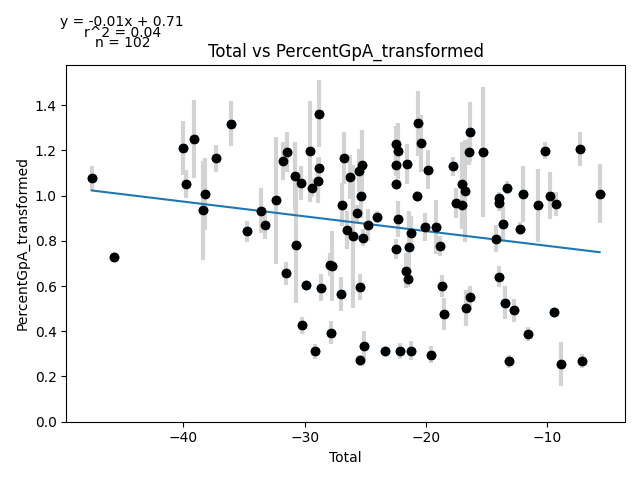 y = -0.01x + 0.71
r^2 = 0.04
n = 102
Total vs PercentGpA_transformed
PercentGpA_transformed
1.4
1.2
1.0
0.8
0.6
0.4
0.2
0.0
−40
−30
−20
−10
Total